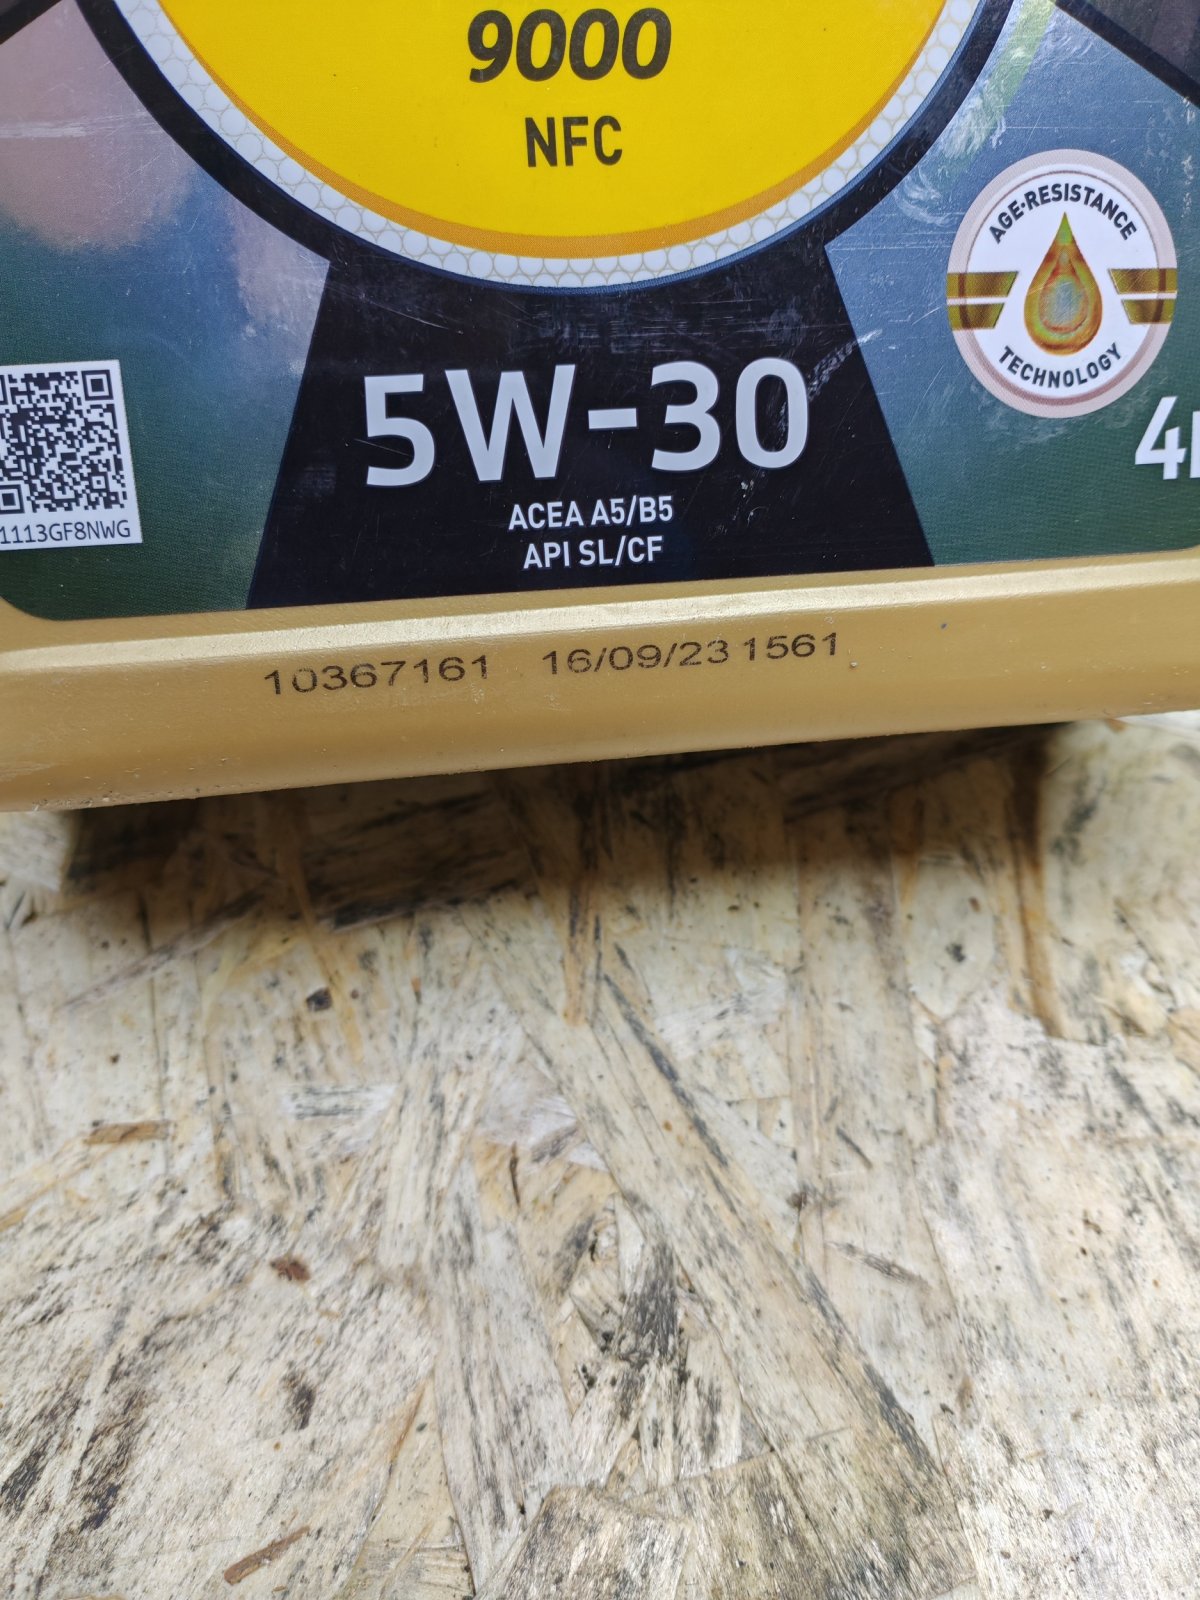 9000
NFC
AGE-RESISTANCE
TECHNOLOGY
5W-30
ACEA A5/B5
API SL/CF
1113GF8NWG
10367161 16/09/23 1561